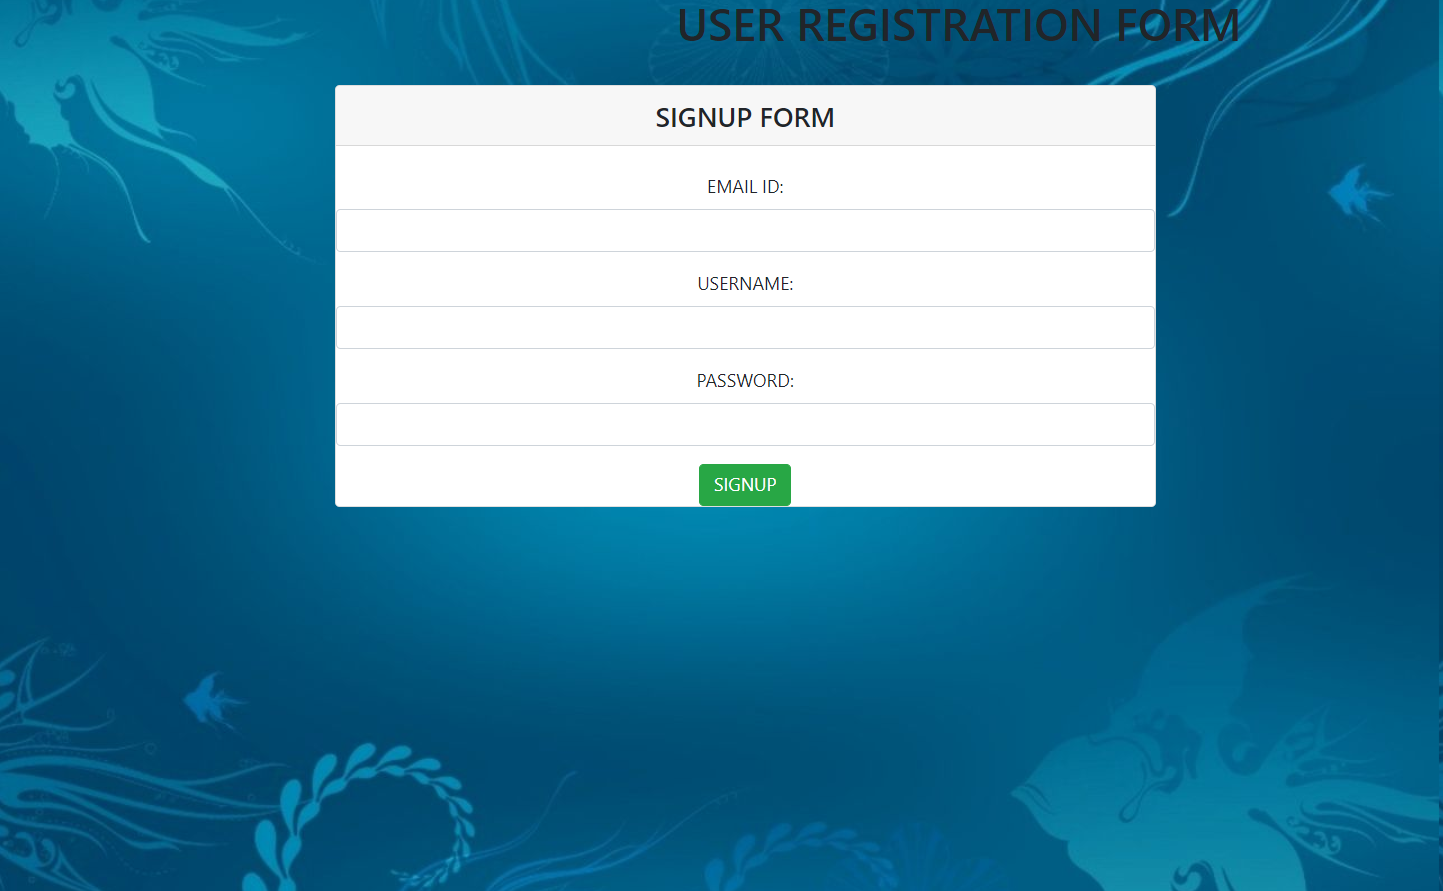 USER REGISTRATION FORM
SIGNUP FORM
EMAIL ID:
USERNAME:
PASSWORD:
SIGNUP